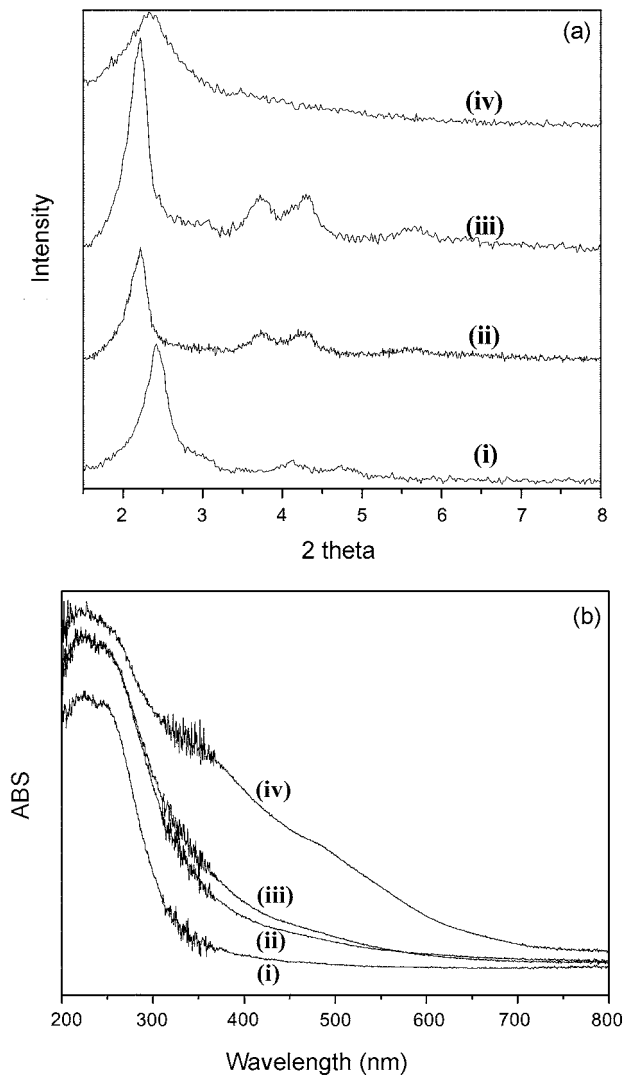 (a)
(iv)
(iii)
(ii)
(i)
Intensity
2 3 4 5 6 7 8
2 theta
(b)
(iv)
(iii)
(ii)
(i)
ABS
200 300 400 500 600 700 800
Wavelength (nm)